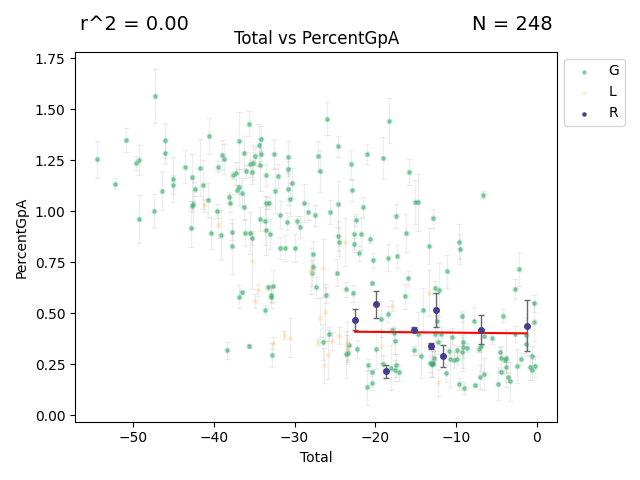 r^2 = 0.00
N = 248
Total vs PercentGpA
PercentGpA
1.75
1.50
1.25
1.00
0.75
0.50
0.25
0.00
−50
−40
−30
−20
−10
0
Total
G
L
R